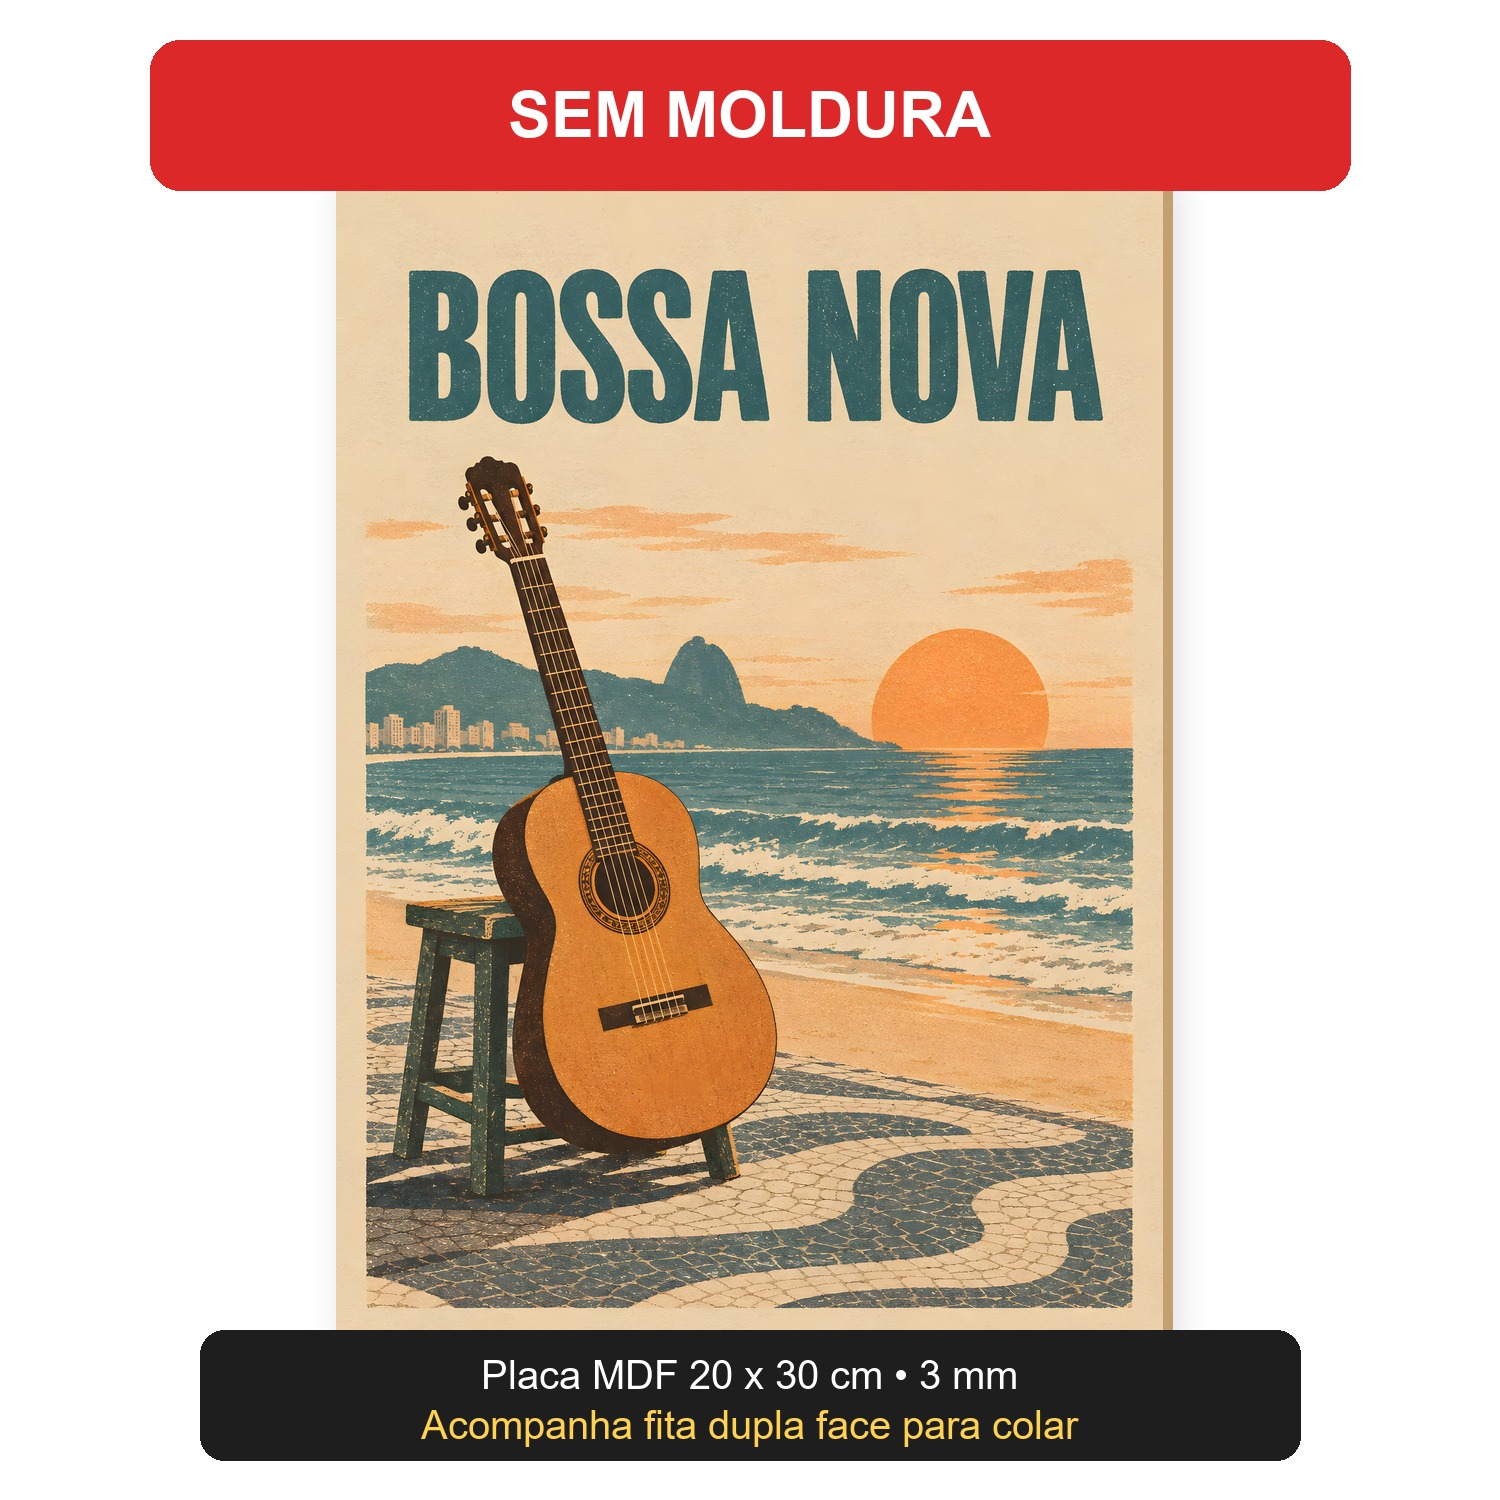 SEM MOLDURA
BOSSA NOVA
Placa MDF 20 x 30 cm • 3 mm
Acompanha fita dupla face para colar